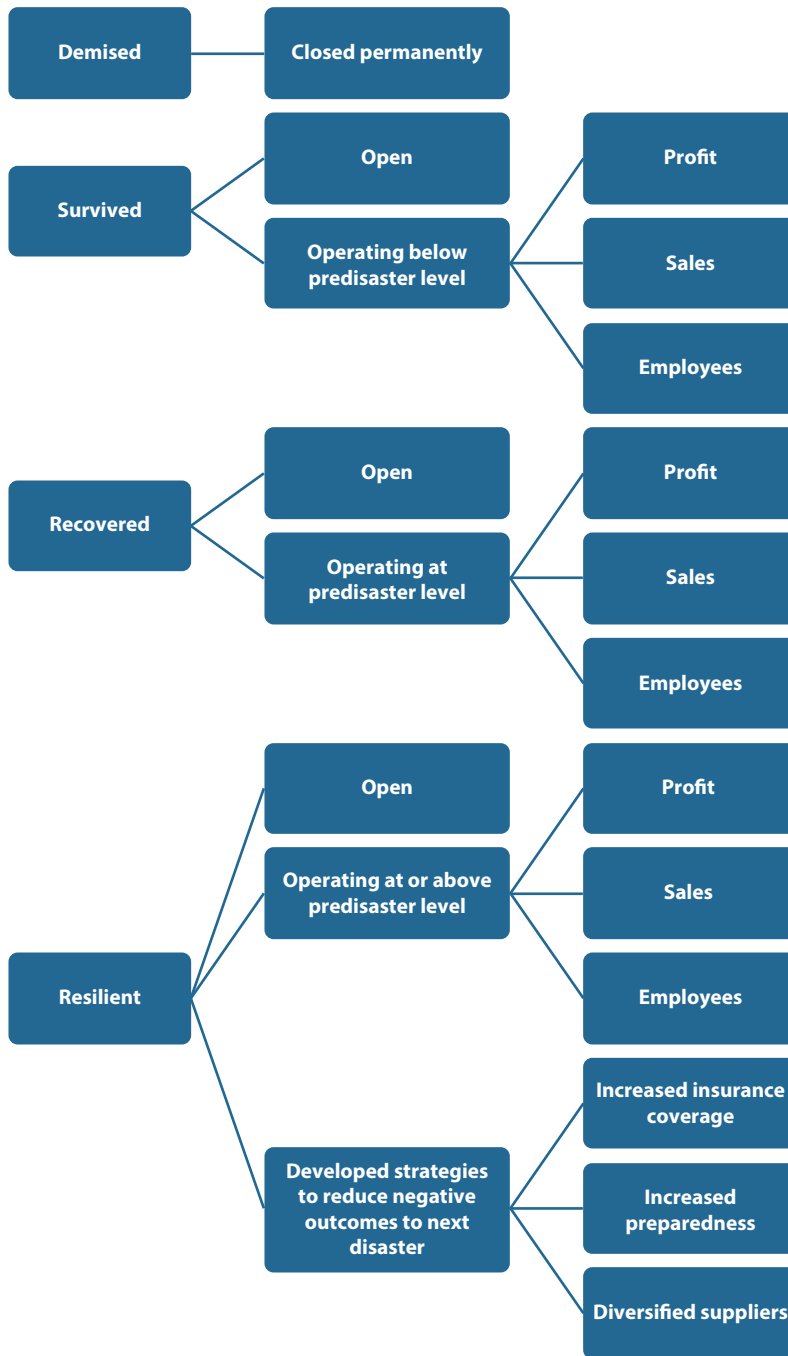 Demised
Closed permanently
Survived
Open
Operating below
predisaster level
Profit
Sales
Employees
Recovered
Open
Operating at
predisaster level
Profit
Sales
Employees
Resilient
Open
Operating at or above
predisaster level
Profit
Sales
Employees
Developed strategies
to reduce negative
outcomes to next
disaster
Increased insurance
coverage
Increased
preparedness
Diversified suppliers